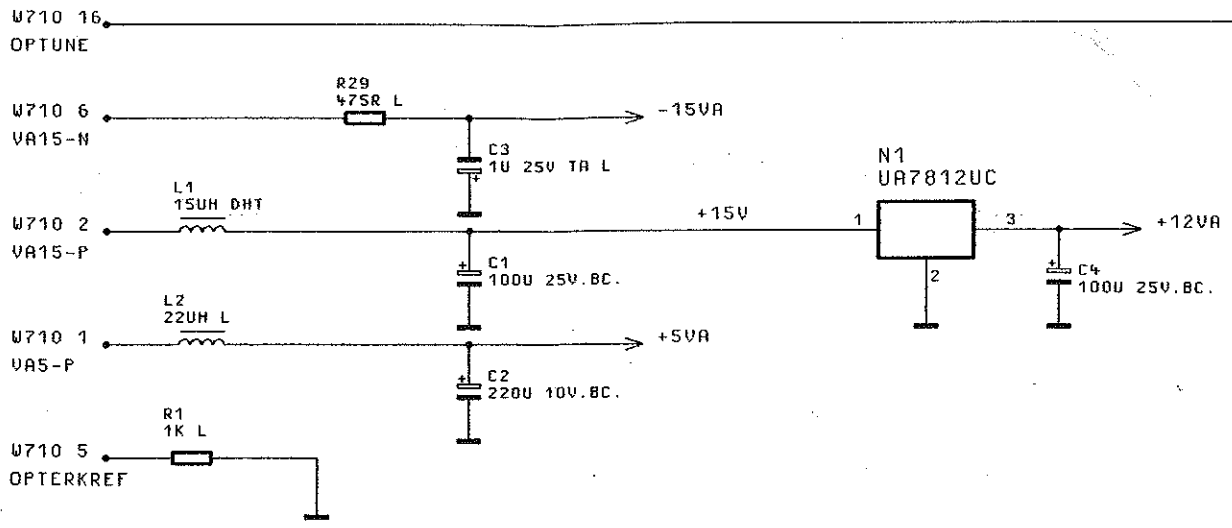 W710 16
OPTUNE
R29
475R L
W710 6
VA15-N
-15VA
C3
1U 25V TA L
+
N1
UA7812UC
L1
15UH DHT
W710 2
VA15-P
+15V
1
3
+12VA
2
+
C1
100U 25V.BC.
+
C4
100U 25V.BC.
L2
22UH L
W710 1
VA5-P
+5VA
+
C2
220U 10V.BC.
R1
1K L
W710 5
OPTERKREF